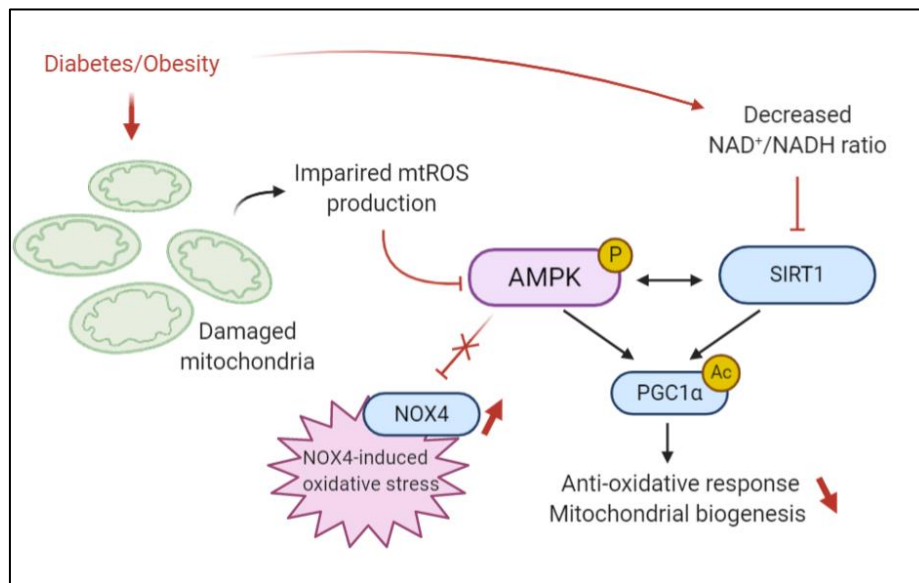 Diabetes/Obesity
Decreased
NAD⁺/NADH ratio
Imparired mtROS
production
P
AMPK
SIRT1
Damaged
mitochondria
Ac
PGC1α
NOX4
NOX4-induced
oxidative stress
Anti-oxidative response
Mitochondrial biogenesis